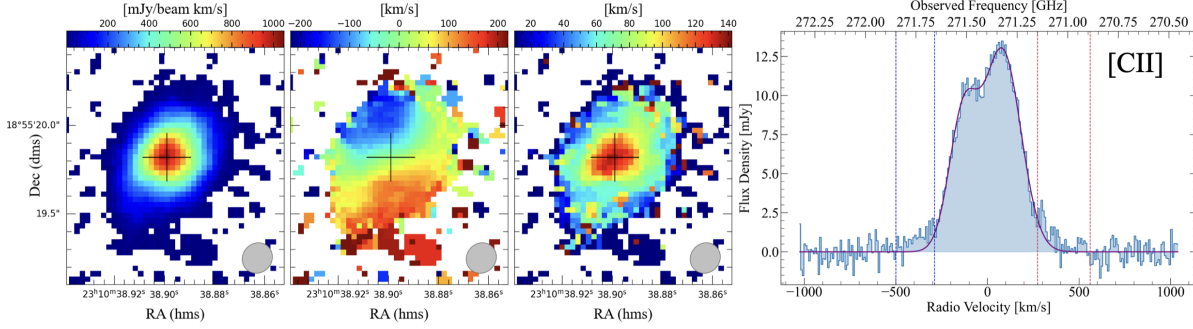 [mJy/beam km/s]
200 400 600 800 1000
[km/s]
−200 −100 0 100 200
[km/s]
20 40 60 80 100 120 140
Dec (dms)
18°55'20.0"
19.5"
23ʰ10ᵐ38.92ˢ 38.90ˢ 38.88ˢ 38.86ˢ
RA (hms)
23ʰ10ᵐ38.92ˢ 38.90ˢ 38.88ˢ 38.86ˢ
RA (hms)
23ʰ10ᵐ38.92ˢ 38.90ˢ 38.88ˢ 38.86ˢ
RA (hms)
Observed Frequency [GHz]
272.25 272.00 271.75 271.50 271.25 271.00 270.75 270.50
[CII]
Flux Density [mJy]
12.5
10.0
7.5
5.0
2.5
0.0
−1000 −500 0 500 1000
Radio Velocity [km/s]